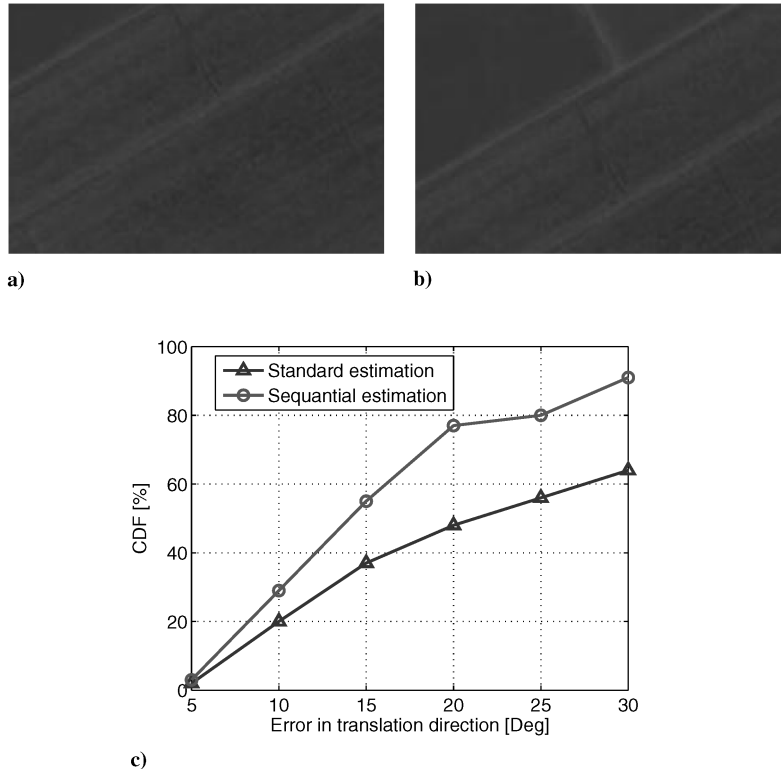 a)
b)
100
80
60
40
20
0
CDF [%]
Standard estimation
Sequantial estimation
5 10 15 20 25 30
Error in translation direction [Deg]
c)